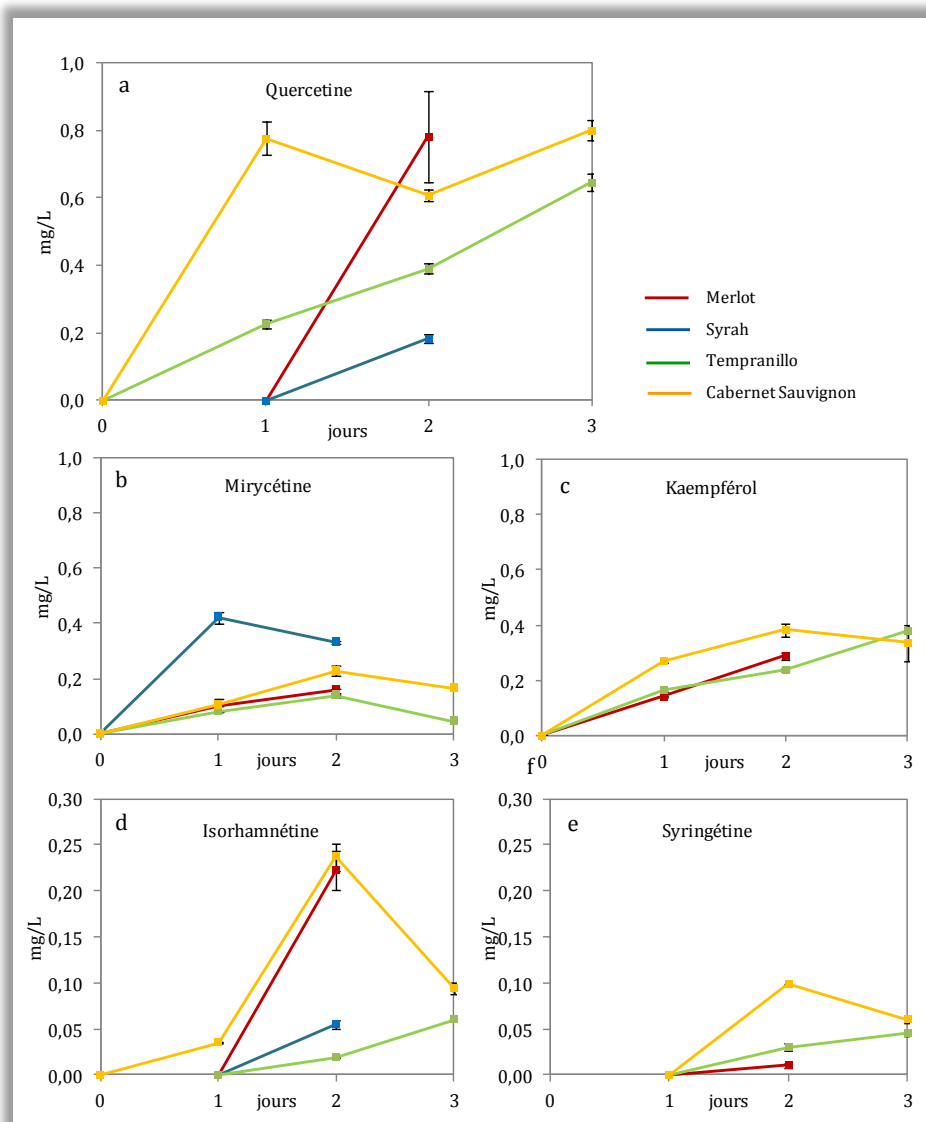 a
Quercetine
1,0
0,8
0,6
0,4
0,2
0,0
mg/L
0 1 2 3
jours
Merlot
Syrah
Tempranillo
Cabernet Sauvignon
b
Mirycétine
1,0
0,8
0,6
0,4
0,2
0,0
mg/L
0 1 jours 2 3
c
Kaempférol
1,0
0,8
0,6
0,4
0,2
0,0
mg/L
0 1 jours 2 3
f
d
Isorhamnétine
0,30
0,25
0,20
0,15
0,10
0,05
0,00
mg/L
0 1 jours 2 3
e
Syringétine
0,30
0,25
0,20
0,15
0,10
0,05
0,00
mg/L
0 1 jours 2 3